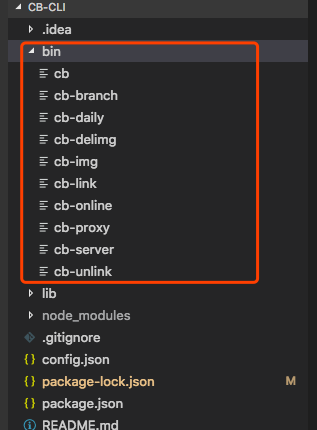 CB-CLI
.idea
bin
cb
cb-branch
cb-daily
cb-delimg
cb-img
cb-link
cb-online
cb-proxy
cb-server
cb-unlink
lib
node_modules
.gitignore
{ } config.json
{ } package-lock.json M
{ } package.json
README.md